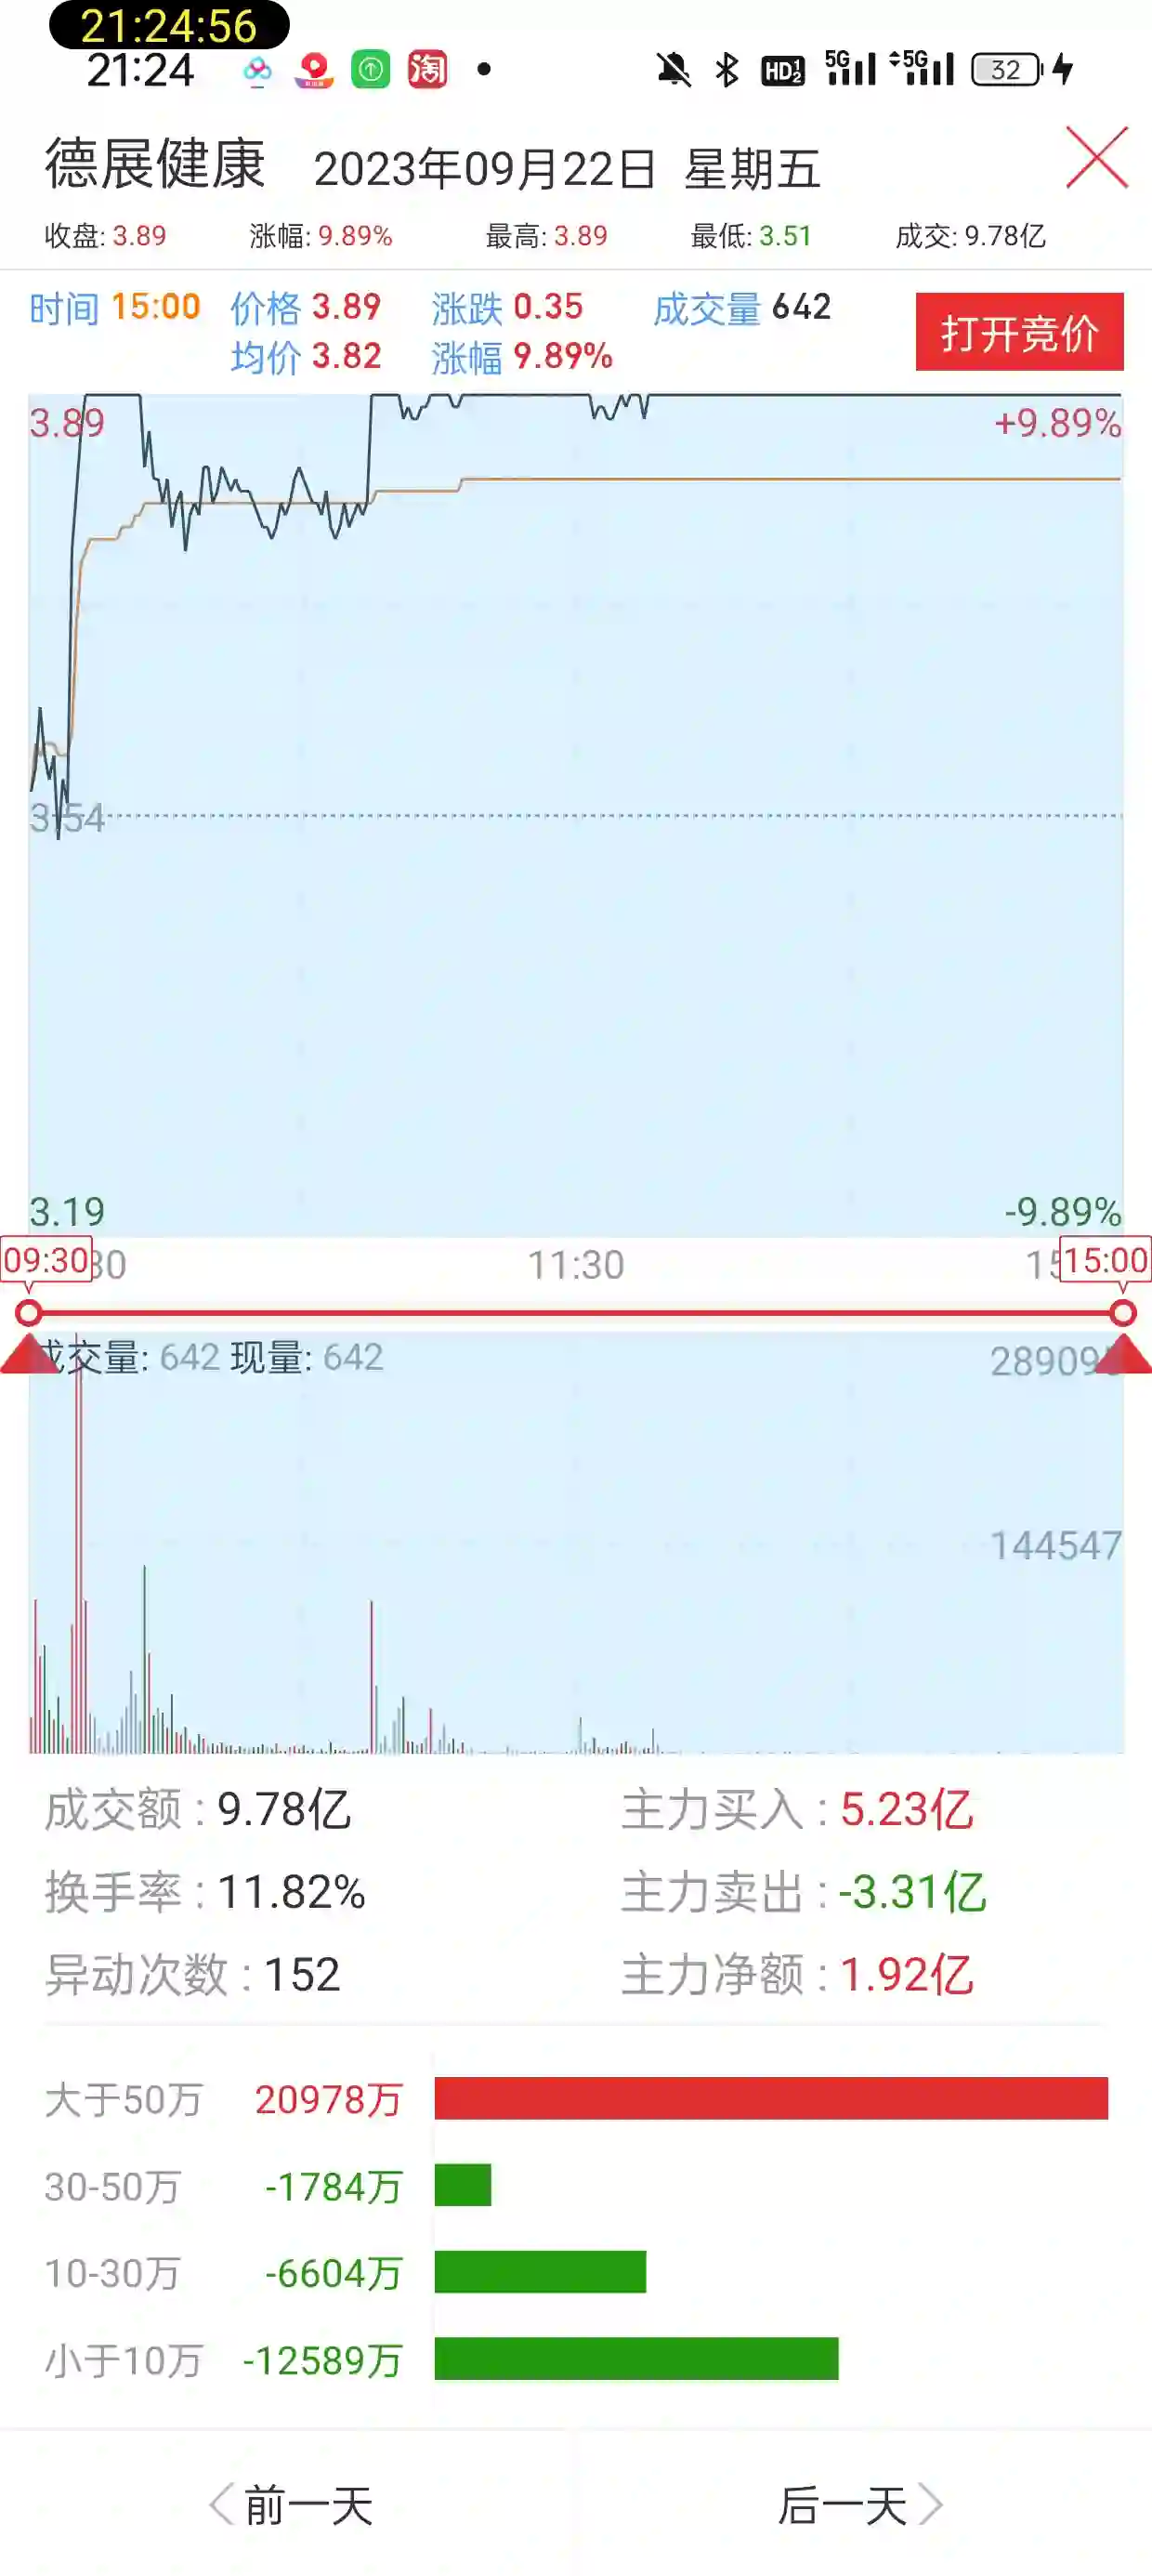 21:24:56
21:24 淘 HD 1 2 5G 5G 32
德展健康 2023年09月22日 星期五
收盘: 3.89 涨幅: 9.89% 最高: 3.89 最低: 3.51 成交: 9.78亿
时间 15:00 价格 3.89 涨跌 0.35 成交量 642
均价 3.82 涨幅 9.89%
打开竞价
3.89 +9.89%
3.54
3.19 -9.89%
09:30 30 11:30 15 15:00
成交量: 642 现量: 642 28909
144547
成交额 : 9.78亿 主力买入 : 5.23亿
换手率 : 11.82% 主力卖出 : -3.31亿
异动次数 : 152 主力净额 : 1.92亿
大于50万 20978万
30-50万 -1784万
10-30万 -6604万
小于10万 -12589万
前一天 后一天